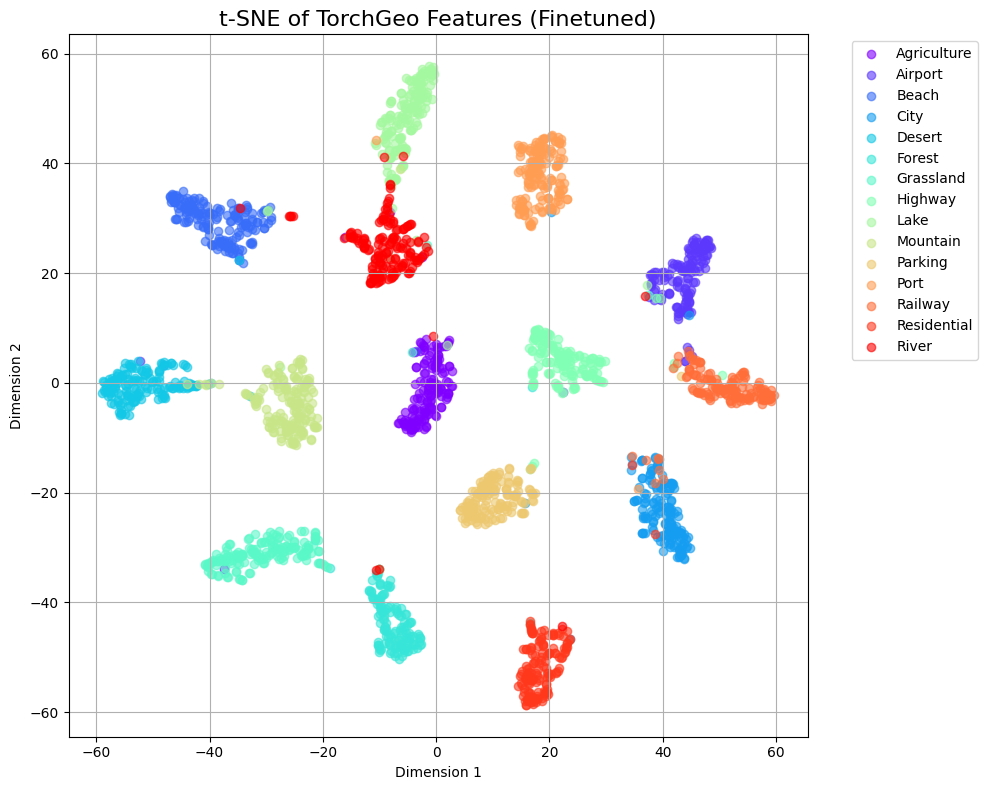 t-SNE of TorchGeo Features (Finetuned)
60
40
20
0
−20
−40
−60
Dimension 2
−60
−40
−20
0
20
40
60
Dimension 1
Agriculture
Airport
Beach
City
Desert
Forest
Grassland
Highway
Lake
Mountain
Parking
Port
Railway
Residential
River